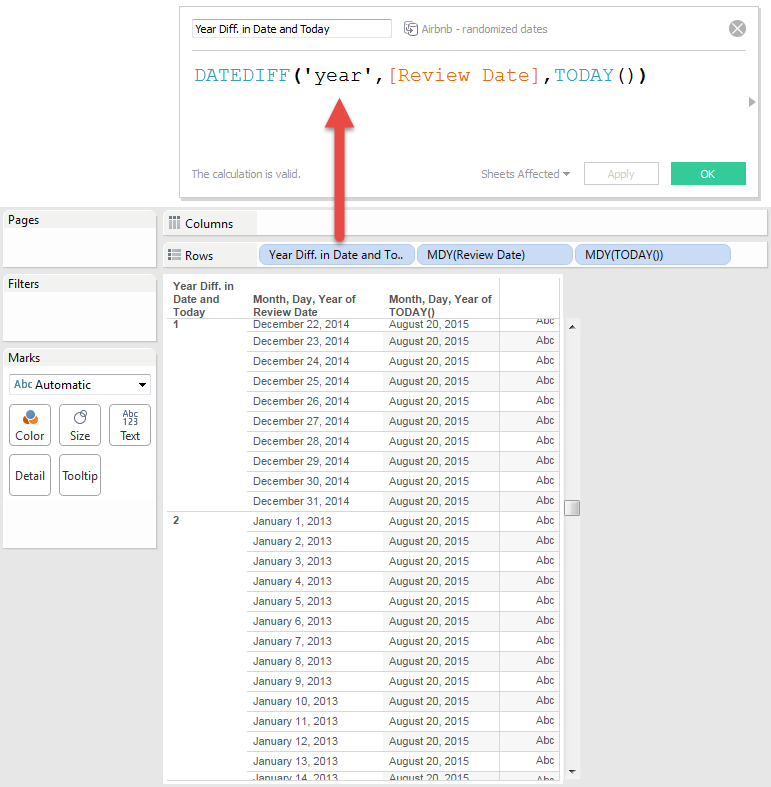 Year Diff. in Date and Today
Airbnb - randomized dates
DATEDIFF('year',[Review Date],TODAY())
The calculation is valid.
Sheets Affected
Apply
OK
Pages
Columns
Rows
Year Diff. in Date and To..
MDY(Review Date)
MDY(TODAY())
Filters
Marks
Abc Automatic
Color
Size
Abc
123
Text
Detail
Tooltip
Year Diff. in
Date and
Today
Month, Day, Year of
Review Date
Month, Day, Year of
TODAY()
1
December 22, 2014 August 20, 2015 Abc
December 23, 2014 August 20, 2015 Abc
December 24, 2014 August 20, 2015 Abc
December 25, 2014 August 20, 2015 Abc
December 26, 2014 August 20, 2015 Abc
December 27, 2014 August 20, 2015 Abc
December 28, 2014 August 20, 2015 Abc
December 29, 2014 August 20, 2015 Abc
December 30, 2014 August 20, 2015 Abc
December 31, 2014 August 20, 2015 Abc
2
January 1, 2013 August 20, 2015 Abc
January 2, 2013 August 20, 2015 Abc
January 3, 2013 August 20, 2015 Abc
January 4, 2013 August 20, 2015 Abc
January 5, 2013 August 20, 2015 Abc
January 6, 2013 August 20, 2015 Abc
January 7, 2013 August 20, 2015 Abc
January 8, 2013 August 20, 2015 Abc
January 9, 2013 August 20, 2015 Abc
January 10, 2013 August 20, 2015 Abc
January 11, 2013 August 20, 2015 Abc
January 12, 2013 August 20, 2015 Abc
January 13, 2013 August 20, 2015 Abc
January 14, 2013 August 20, 2015 Abc